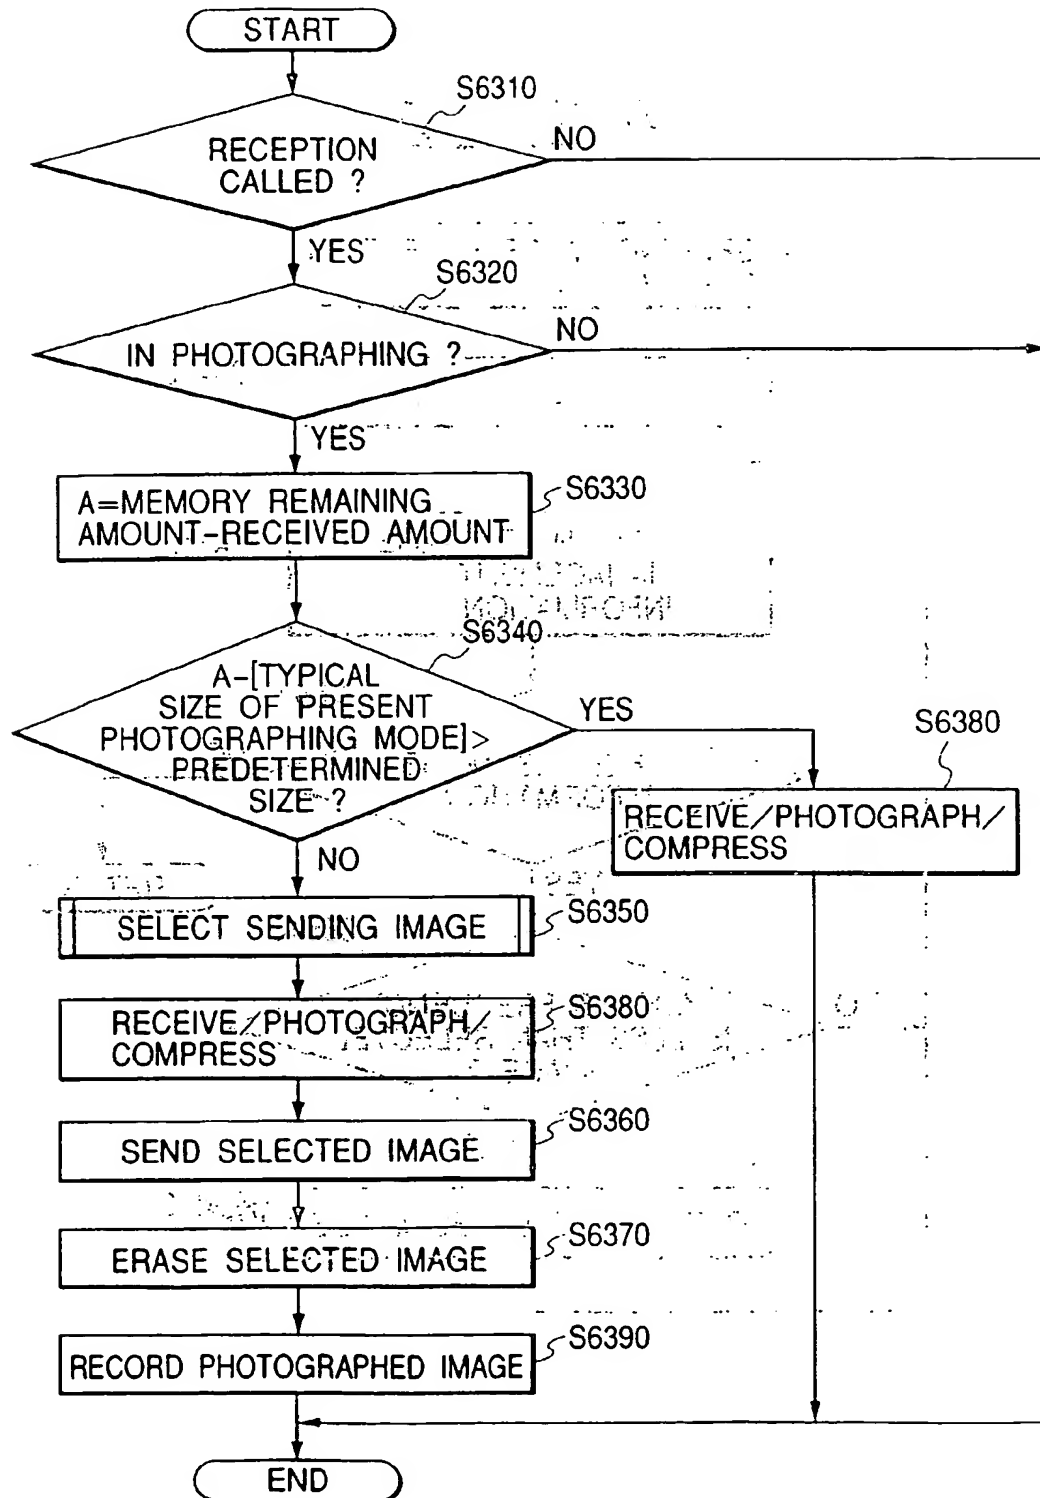 START
S6310
RECEPTION
CALLED ?
NO
YES
S6320
IN PHOTOGRAPHING ?
NO
YES
A=MEMORY REMAINING
AMOUNT-RECEIVED AMOUNT
S6330
S6340
A-[TYPICAL
SIZE OF PRESENT
PHOTOGRAPHING MODE]>
PREDETERMINED
SIZE ?
YES
S6380
RECEIVE/PHOTOGRAPH/
COMPRESS
NO
SELECT SENDING IMAGE
S6350
RECEIVE/PHOTOGRAPH/
COMPRESS
S6380
SEND SELECTED IMAGE
S6360
ERASE SELECTED IMAGE
S6370
RECORD PHOTOGRAPHED IMAGE
S6390
END